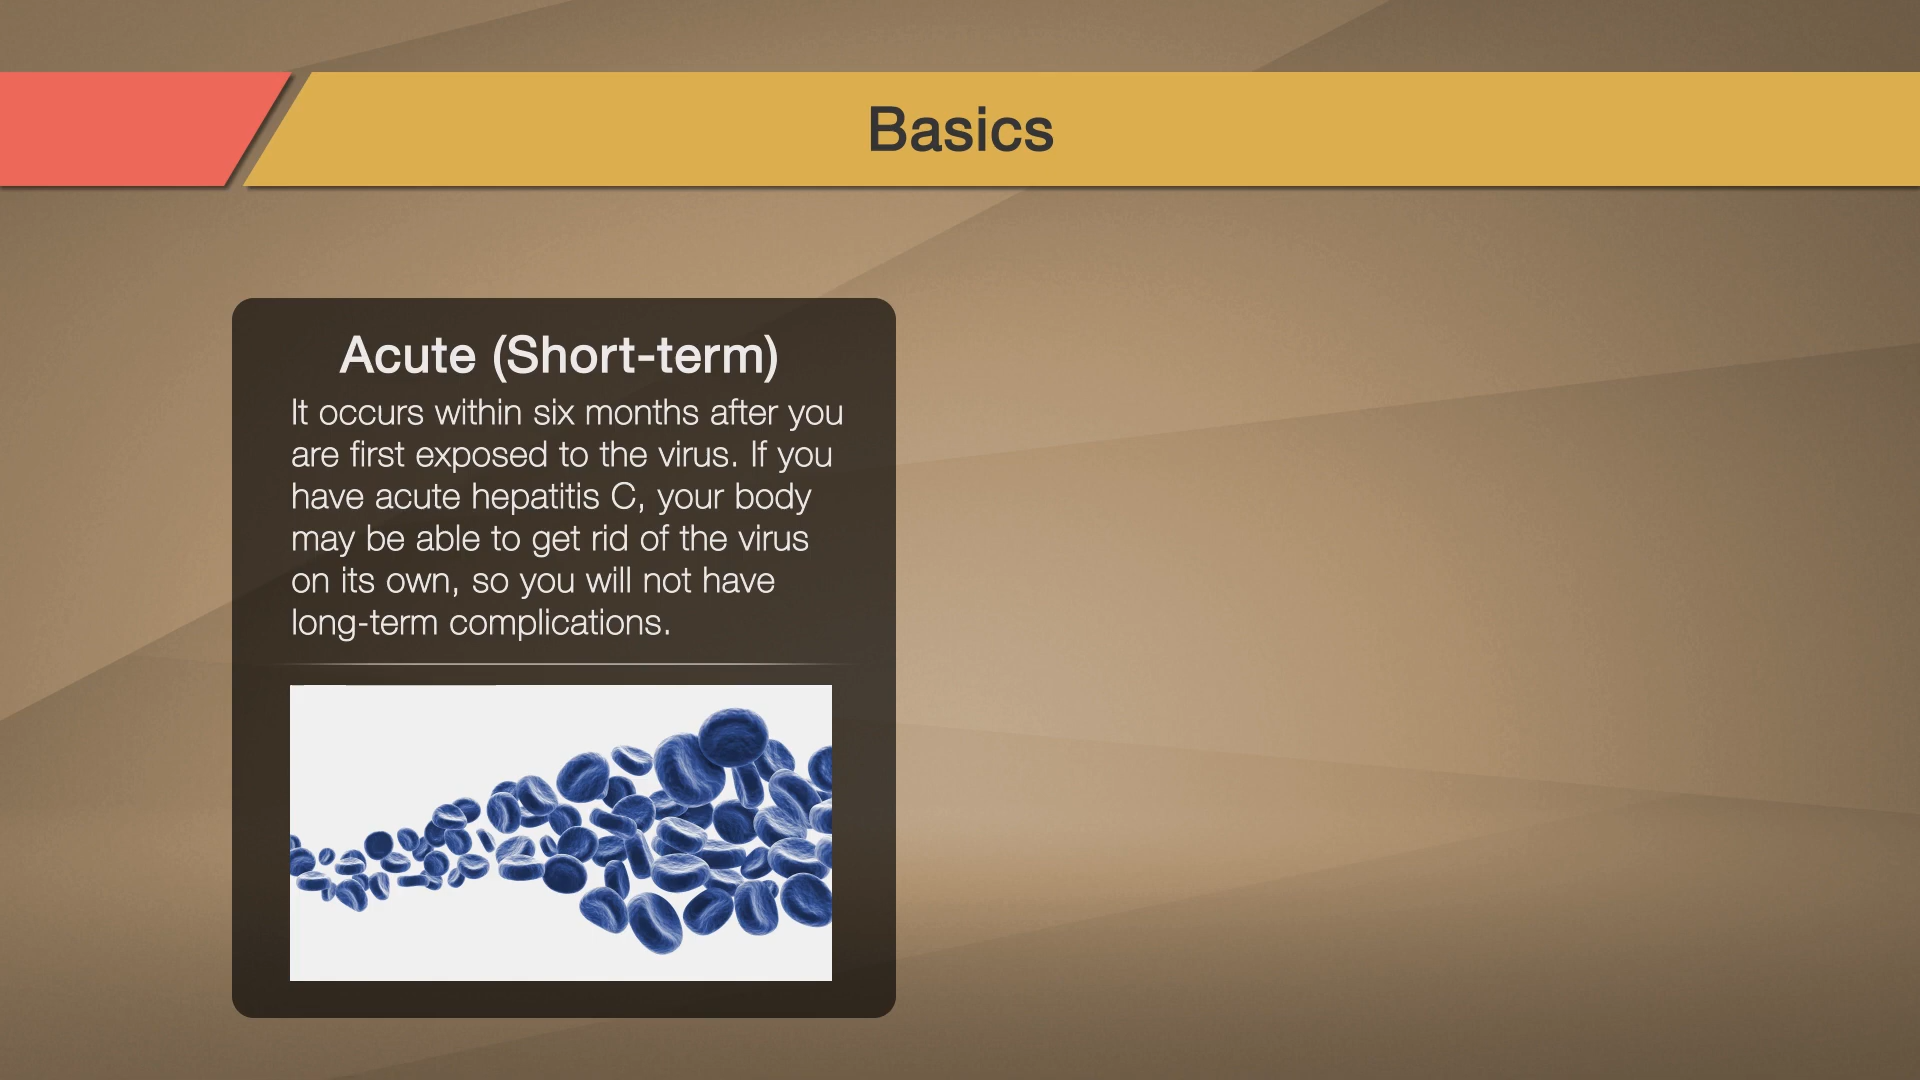 Basics
Acute (Short-term)
It occurs within six months after you
are first exposed to the virus. If you
have acute hepatitis C, your body
may be able to get rid of the virus
on its own, so you will not have
long-term complications.